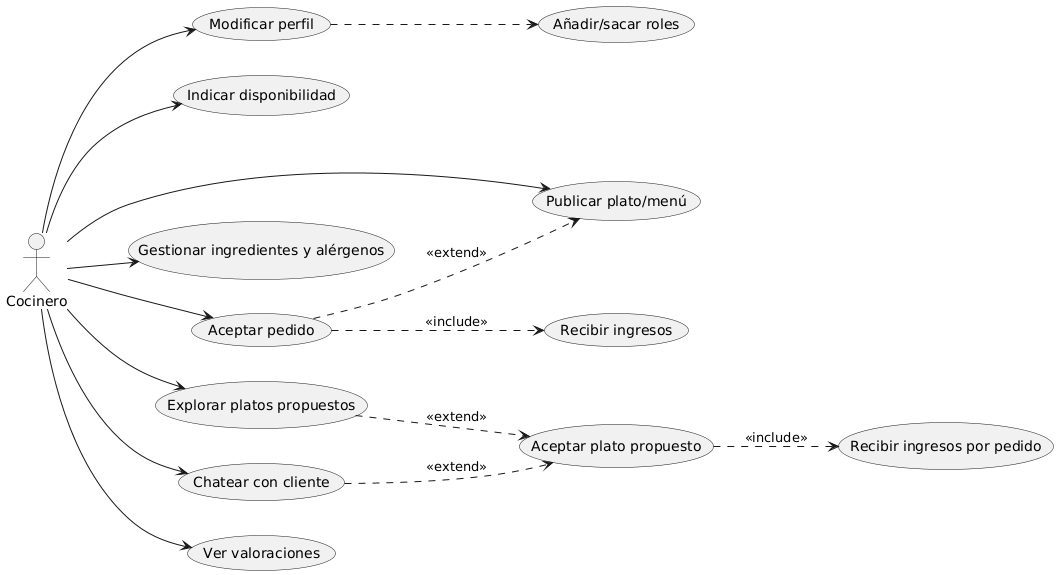 Modificar perfil
Añadir/sacar roles
Indicar disponibilidad
Publicar plato/menú
Gestionar ingredientes y alérgenos
«extend»
Cocinero
Aceptar pedido
«include»
Recibir ingresos
Explorar platos propuestos
«extend»
Aceptar plato propuesto
«include»
Recibir ingresos por pedido
«extend»
Chatear con cliente
Ver valoraciones